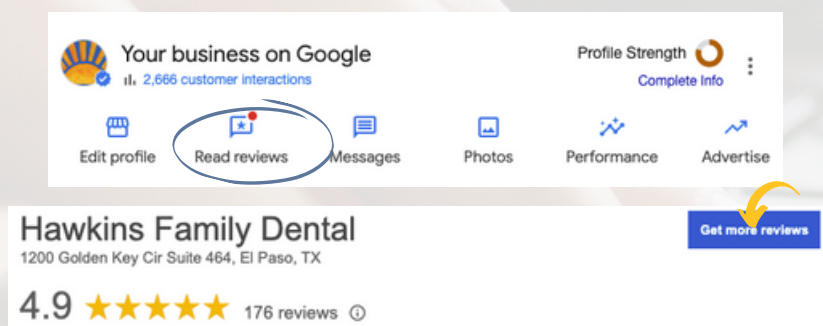 Your business on Google
2,666 customer interactions
Profile Strength
Complete Info
Edit profile
Read reviews
Messages
Photos
Performance
Advertise
Hawkins Family Dental
Get more reviews
1200 Golden Key Cir Suite 464, El Paso, TX
4.9
176 reviews